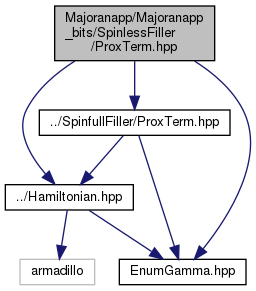 Majoranapp/Majoranapp
_bits/SpinlessFiller
/ProxTerm.hpp
../SpinfullFiller/ProxTerm.hpp
../Hamiltonian.hpp
armadillo
EnumGamma.hpp